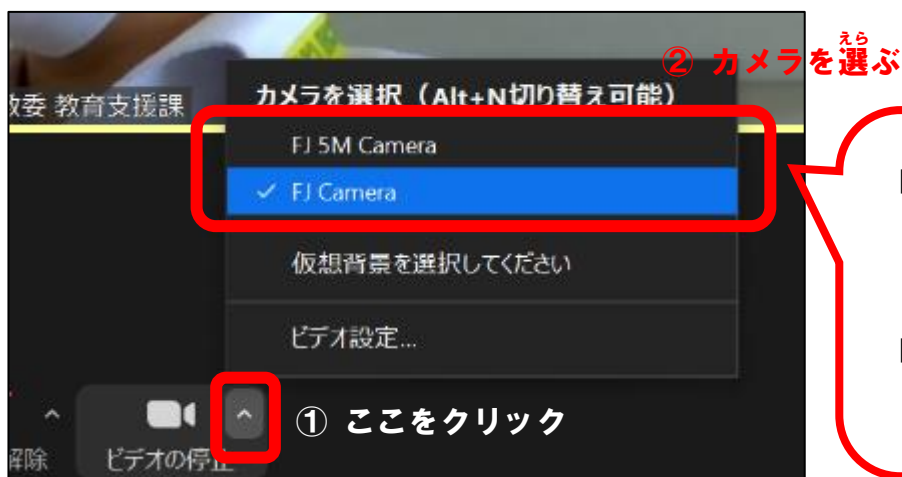 えら
② カメラを選ぶ
教委 教育支援課
カメラを選択（Alt+N切り替え可能）
FJ 5M Camera
✓ FJ Camera
仮想背景を選択してください
ビデオ設定...
① ここをクリック
解除
ビデオの停止